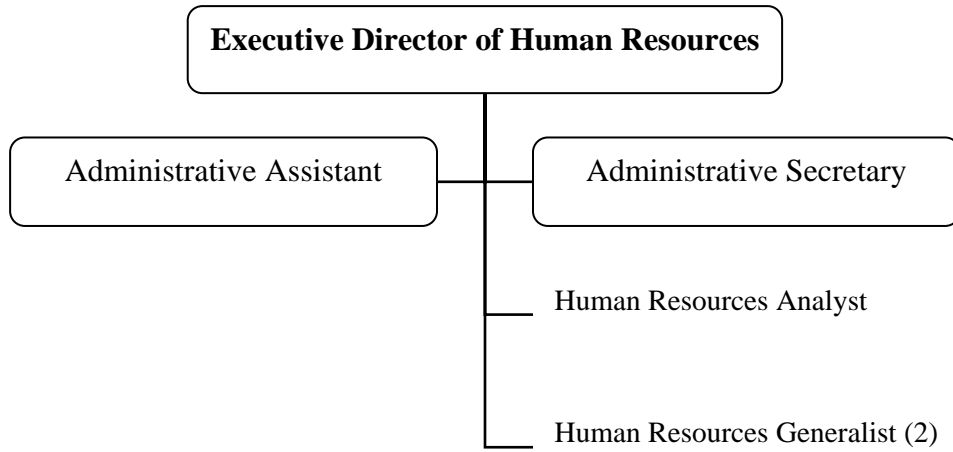 Executive Director of Human Resources
Administrative Assistant
Administrative Secretary
Human Resources Analyst
Human Resources Generalist (2)